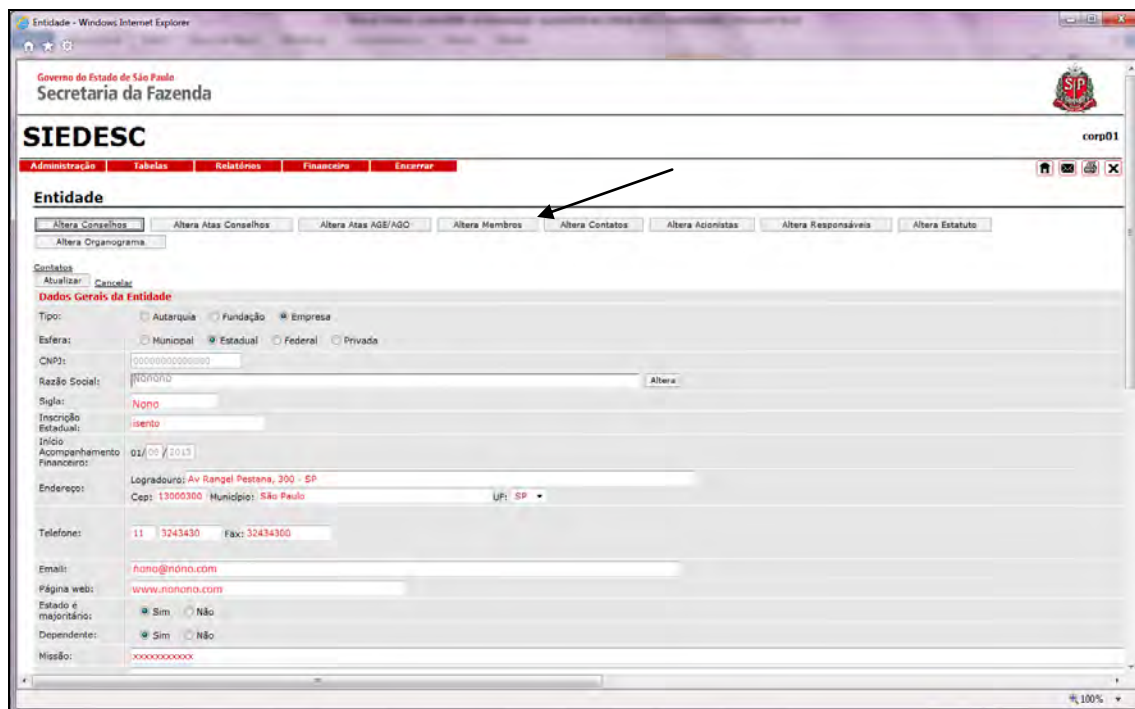 Entidade - Windows Internet Explorer
Governo do Estado de São Paulo
Secretaria da Fazenda
SP
SIEDESC
corp01
Administração Tabelas Relatórios Financeiro Encerrar
Entidade
Altera Conselhos Altera Atas Conselhos Altera Atas AGE/AGO Altera Membros Altera Contatos Altera Acionistas Altera Responsáveis Altera Estatuto
Altera Organograma
Contatos
Atualizar Cancelar
Dados Gerais da Entidade
Tipo: Autarquia Fundação Empresa
Esfera: Municipal Estadual Federal Privada
CNPJ: 00000000000000
Razão Social: Nonono Altera
Sigla: Nono
Inscrição
Estadual: isento
Início
Acompanhamento 01/ /2013
Financeiro:
Endereço: Logradouro: Av Rangel Pestana, 300 - SP
Cep: 13000300 Município: São Paulo UF: SP
Telefone: 11 3243430 Fax: 32434300
Email: nono@nono.com
Página web: www.nonono.com
Estado é
majoritário: Sim Não
Dependente: Sim Não
Missão: xxxxxxxxxxx
100%